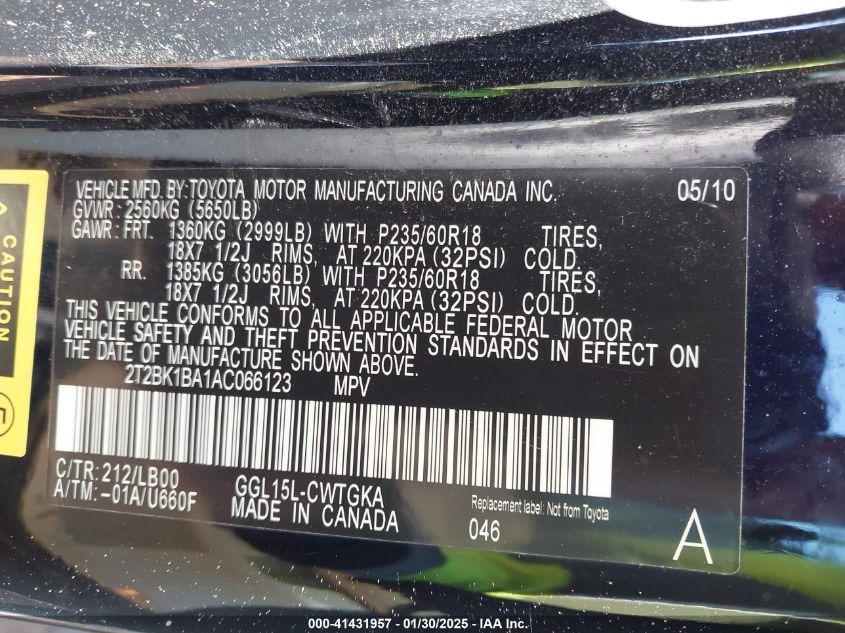 CAUTION
VEHICLE MFD. BY: TOYOTA MOTOR MANUFACTURING CANADA INC. 05/10
GVWR: 2560KG (5650LB)
GAWR: FRT. 1360KG (2999LB) WITH P235/60R18 TIRES,
18X7 1/2J RIMS, AT 220KPA (32PSI) COLD.
RR. 1385KG (3056LB) WITH P235/60R18 TIRES,
18X7 1/2J RIMS, AT 220KPA (32PSI) COLD.
THIS VEHICLE CONFORMS TO ALL APPLICABLE FEDERAL MOTOR
VEHICLE SAFETY AND THEFT PREVENTION STANDARDS IN EFFECT ON
THE DATE OF MANUFACTURE SHOWN ABOVE.
2T2BK1BA1AC066123 MPV
C/TR: 212/LB00 GGL15L-CWTGKA Replacement label: Not from Toyota
A/TM: -01A/U660F MADE IN CANADA 046 A
000-41431957 - 01/30/2025 - IAA Inc.